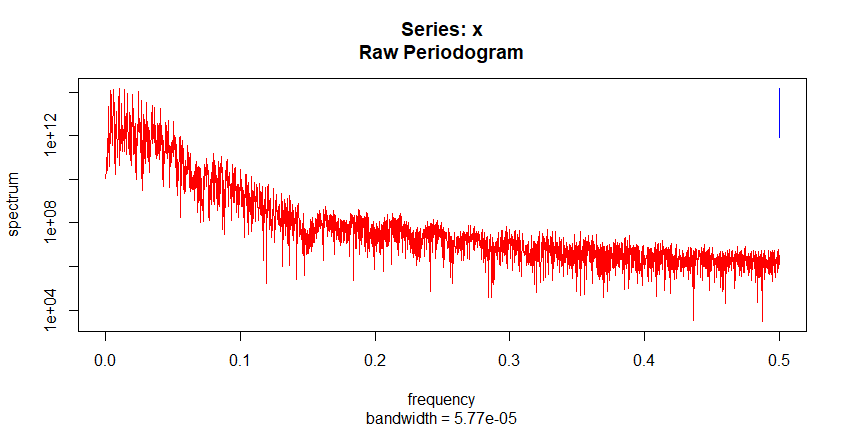 Series: x
Raw Periodogram
spectrum
1e+12
1e+08
1e+04
0.0 0.1 0.2 0.3 0.4 0.5
frequency
bandwidth = 5.77e-05